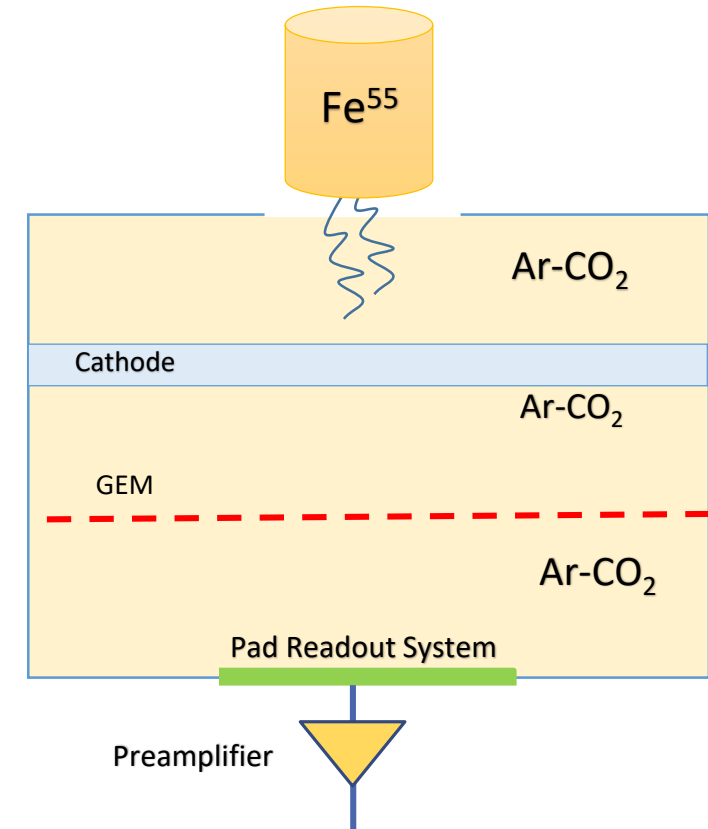 Fe⁵⁵
Ar-CO₂
Cathode
Ar-CO₂
GEM
Ar-CO₂
Pad Readout System
Preamplifier